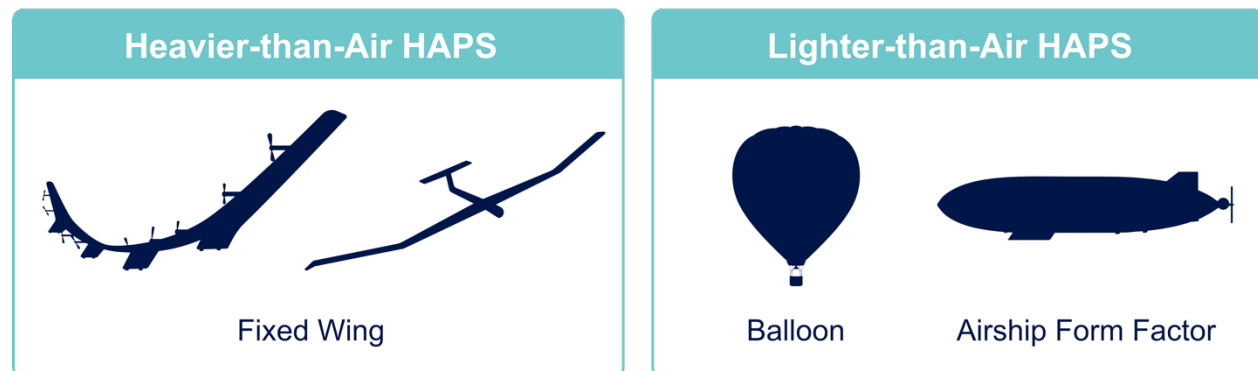 Heavier-than-Air HAPS
Fixed Wing
Lighter-than-Air HAPS
Balloon
Airship Form Factor